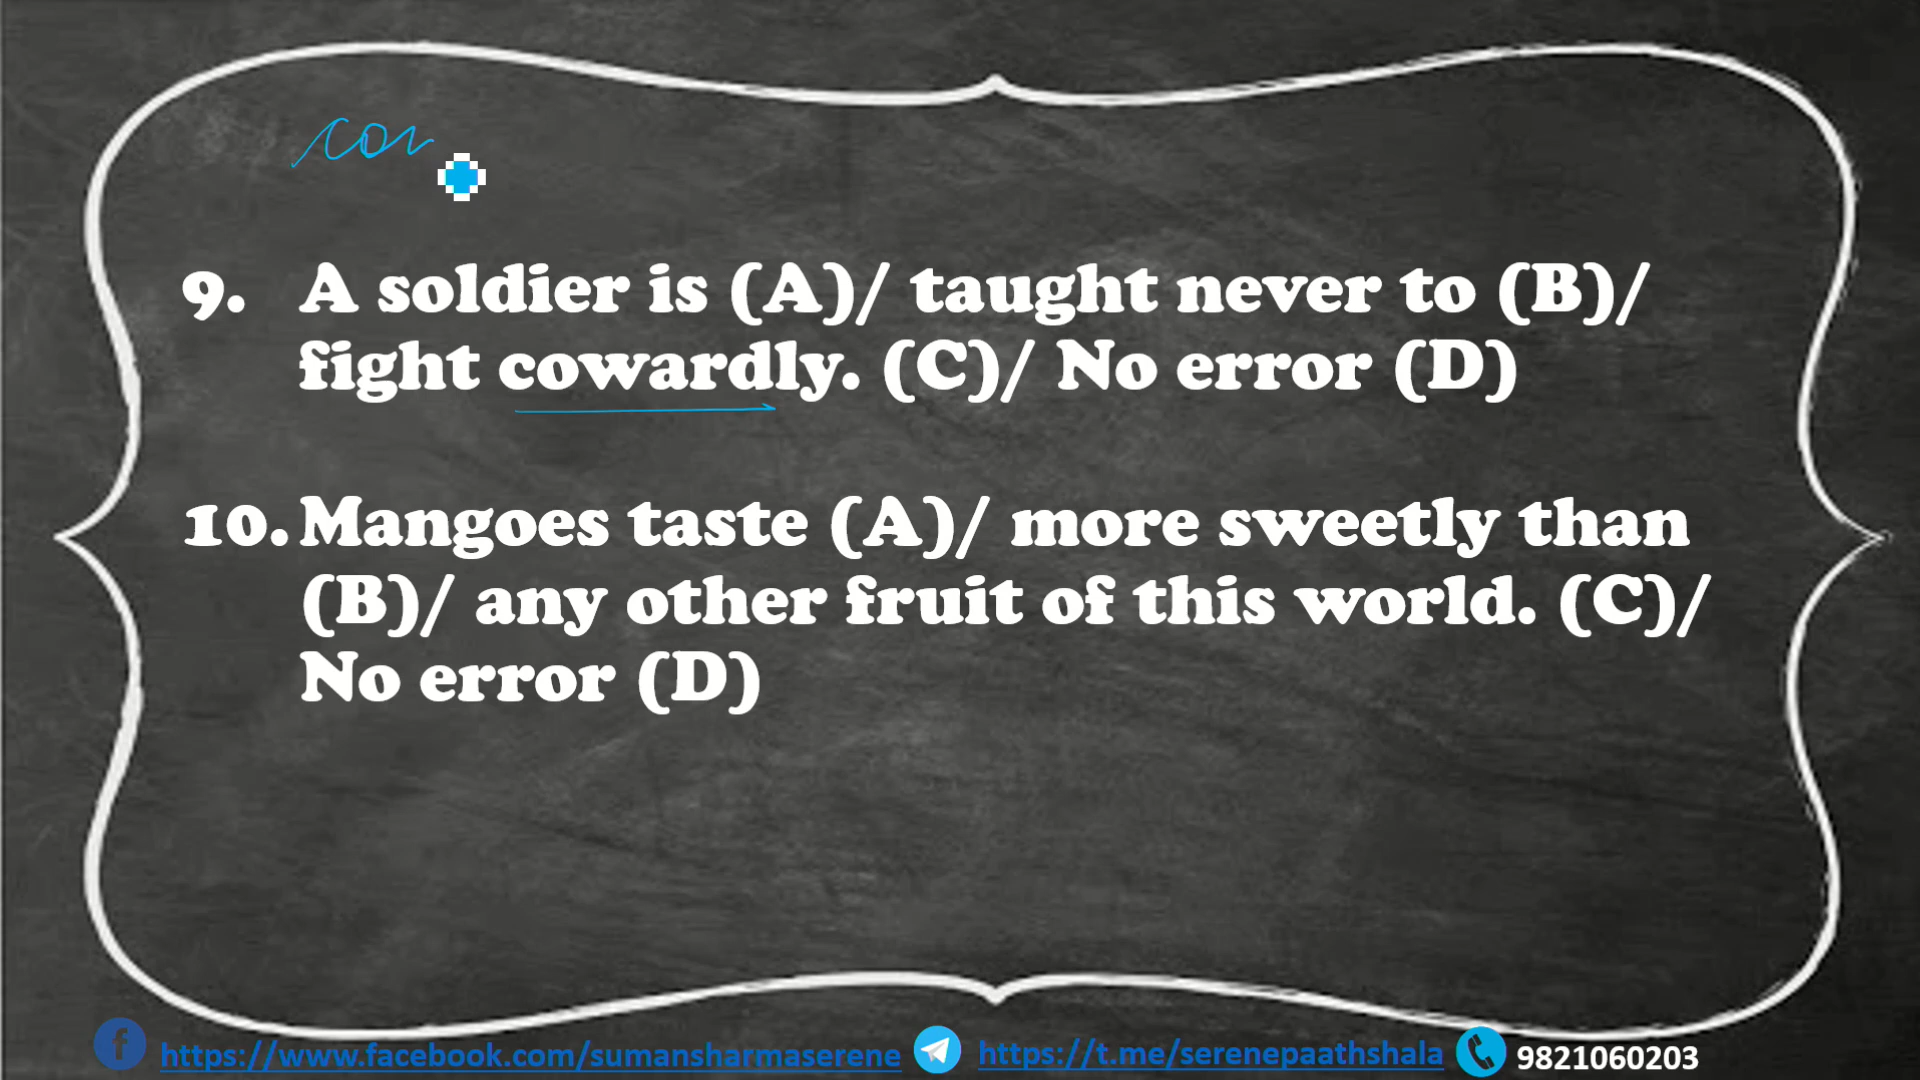 cow
9. A soldier is (A)/ taught never to (B)/
fight cowardly. (C)/ No error (D)
10. Mangoes taste (A)/ more sweetly than
(B)/ any other fruit of this world. (C)/
No error (D)
https://www.facebook.com/sumansharmaserene https://t.me/serenepaathshala 9821060203